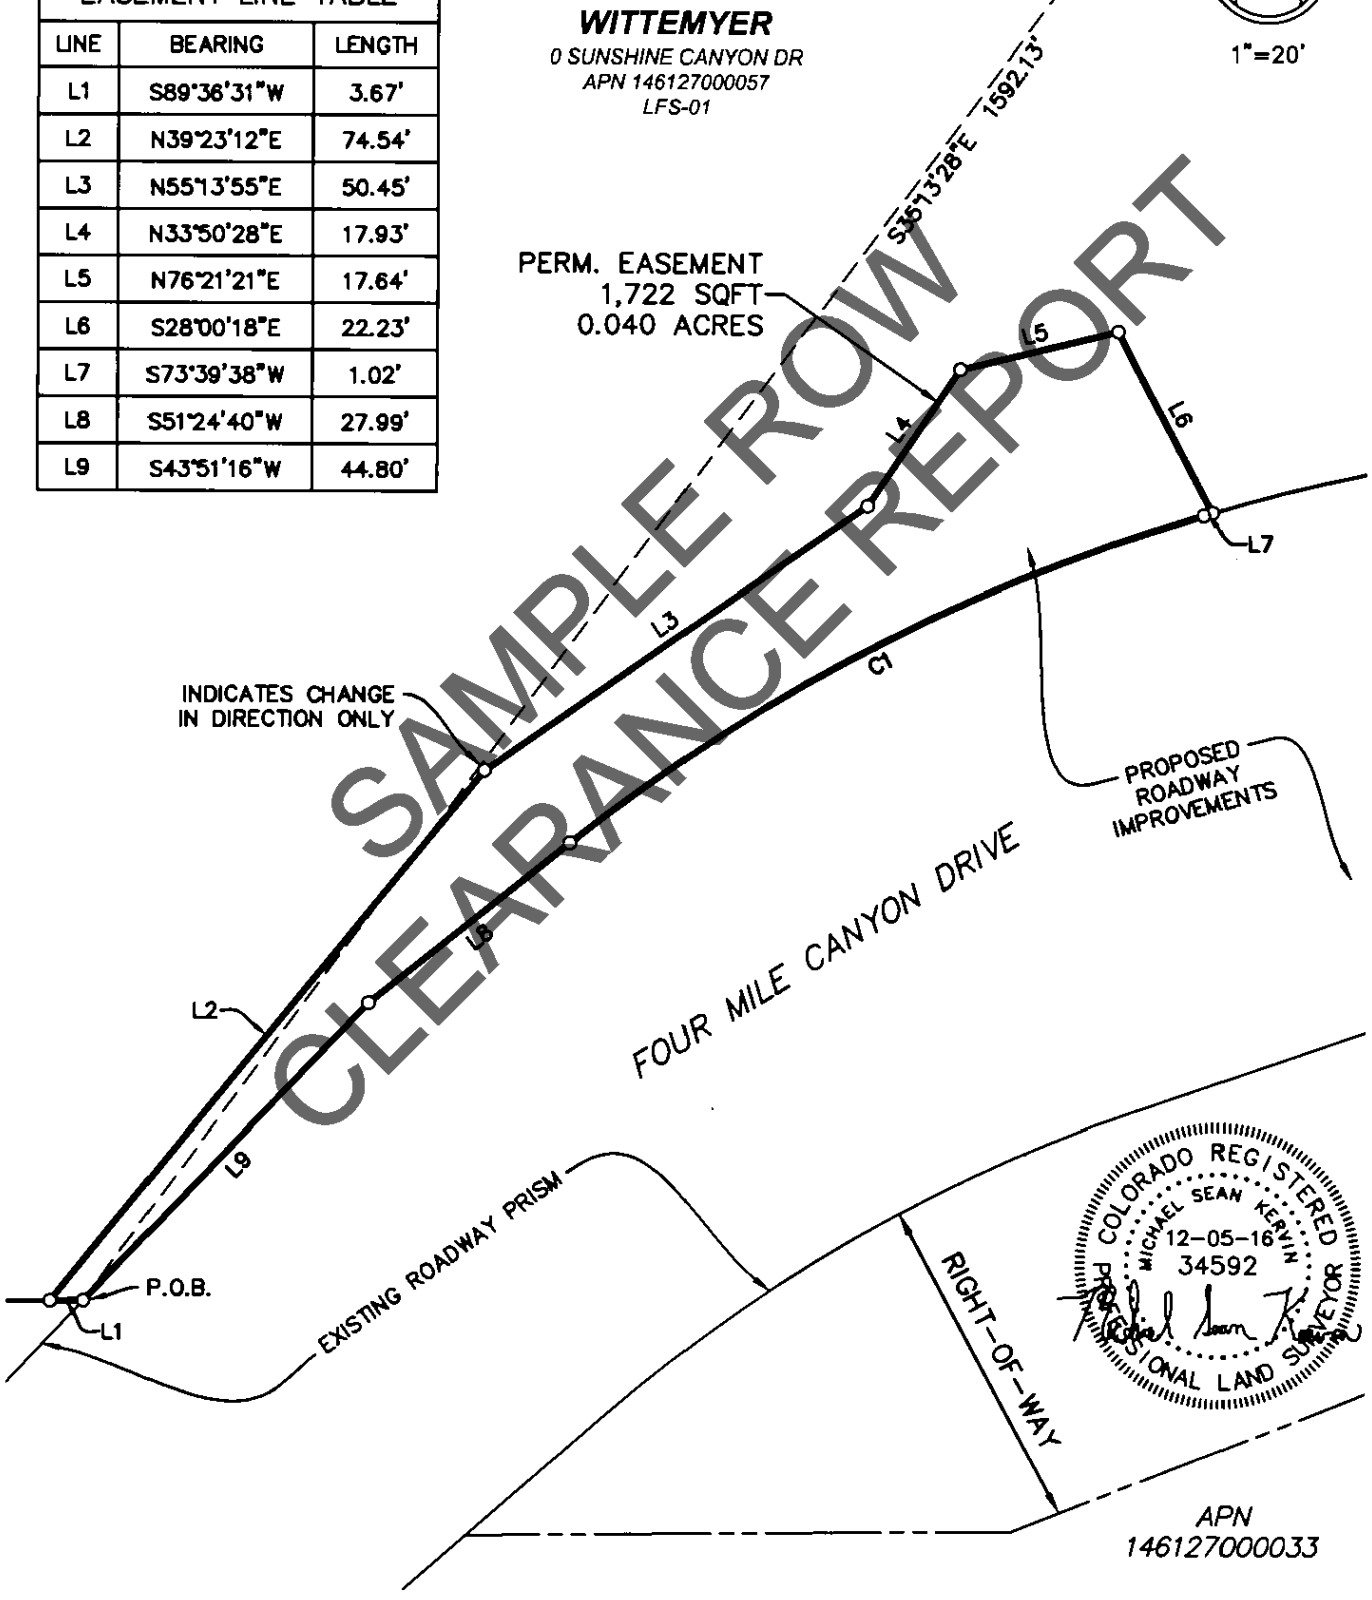 EASEMENT LINE TABLE
LINE BEARING LENGTH
L1 S89°36'31"W 3.67'
L2 N39°23'12"E 74.54'
L3 N55°13'55"E 50.45'
L4 N33°50'28"E 17.93'
L5 N76°21'21"E 17.64'
L6 S28°00'18"E 22.23'
L7 S73°39'38"W 1.02'
L8 S51°24'40"W 27.99'
L9 S43°51'16"W 44.80'
WITTEMYER
0 SUNSHINE CANYON DR
APN 146127000057
LFS-01
1"=20'
S35°13'28"E 1592.13'
PERM. EASEMENT
1,722 SQFT
0.040 ACRES
SAMPLE ROW
CLEARANCE REPORT
L5
L4
L6
L7
L3
C1
INDICATES CHANGE
IN DIRECTION ONLY
PROPOSED
ROADWAY
IMPROVEMENTS
L8
L2
FOUR MILE CANYON DRIVE
L9
EXISTING ROADWAY PRISM
P.O.B.
L1
RIGHT-OF-WAY
COLORADO REGISTERED
MICHAEL SEAN KERVIN
12-05-16
34592
PROFESSIONAL LAND SURVEYOR
Michael Sean Kervin
APN
146127000033